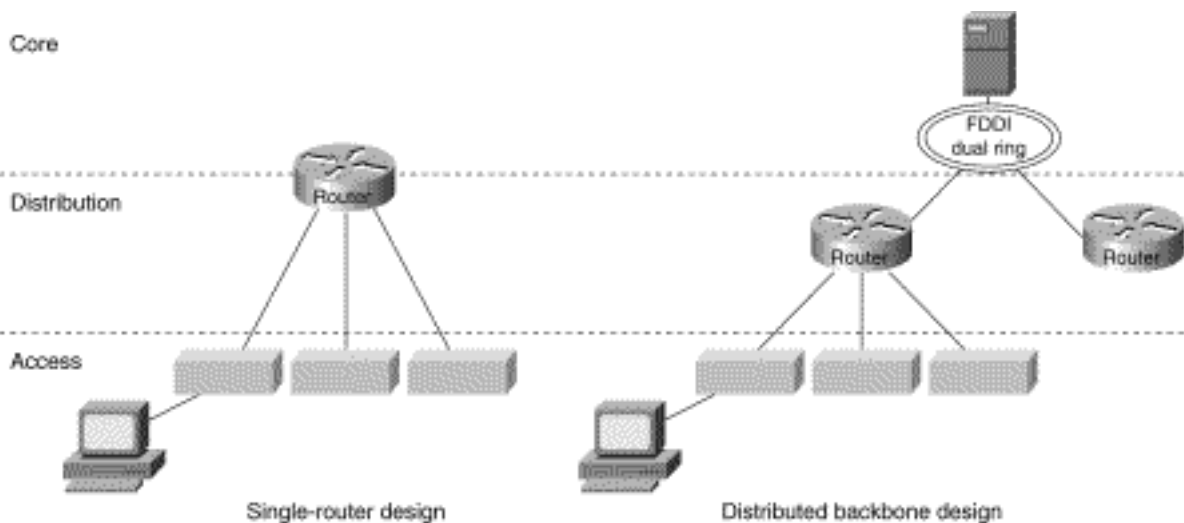 Core
FDDI
dual ring
Distribution
Router
Router
Router
Access
Single-router design
Distributed backbone design